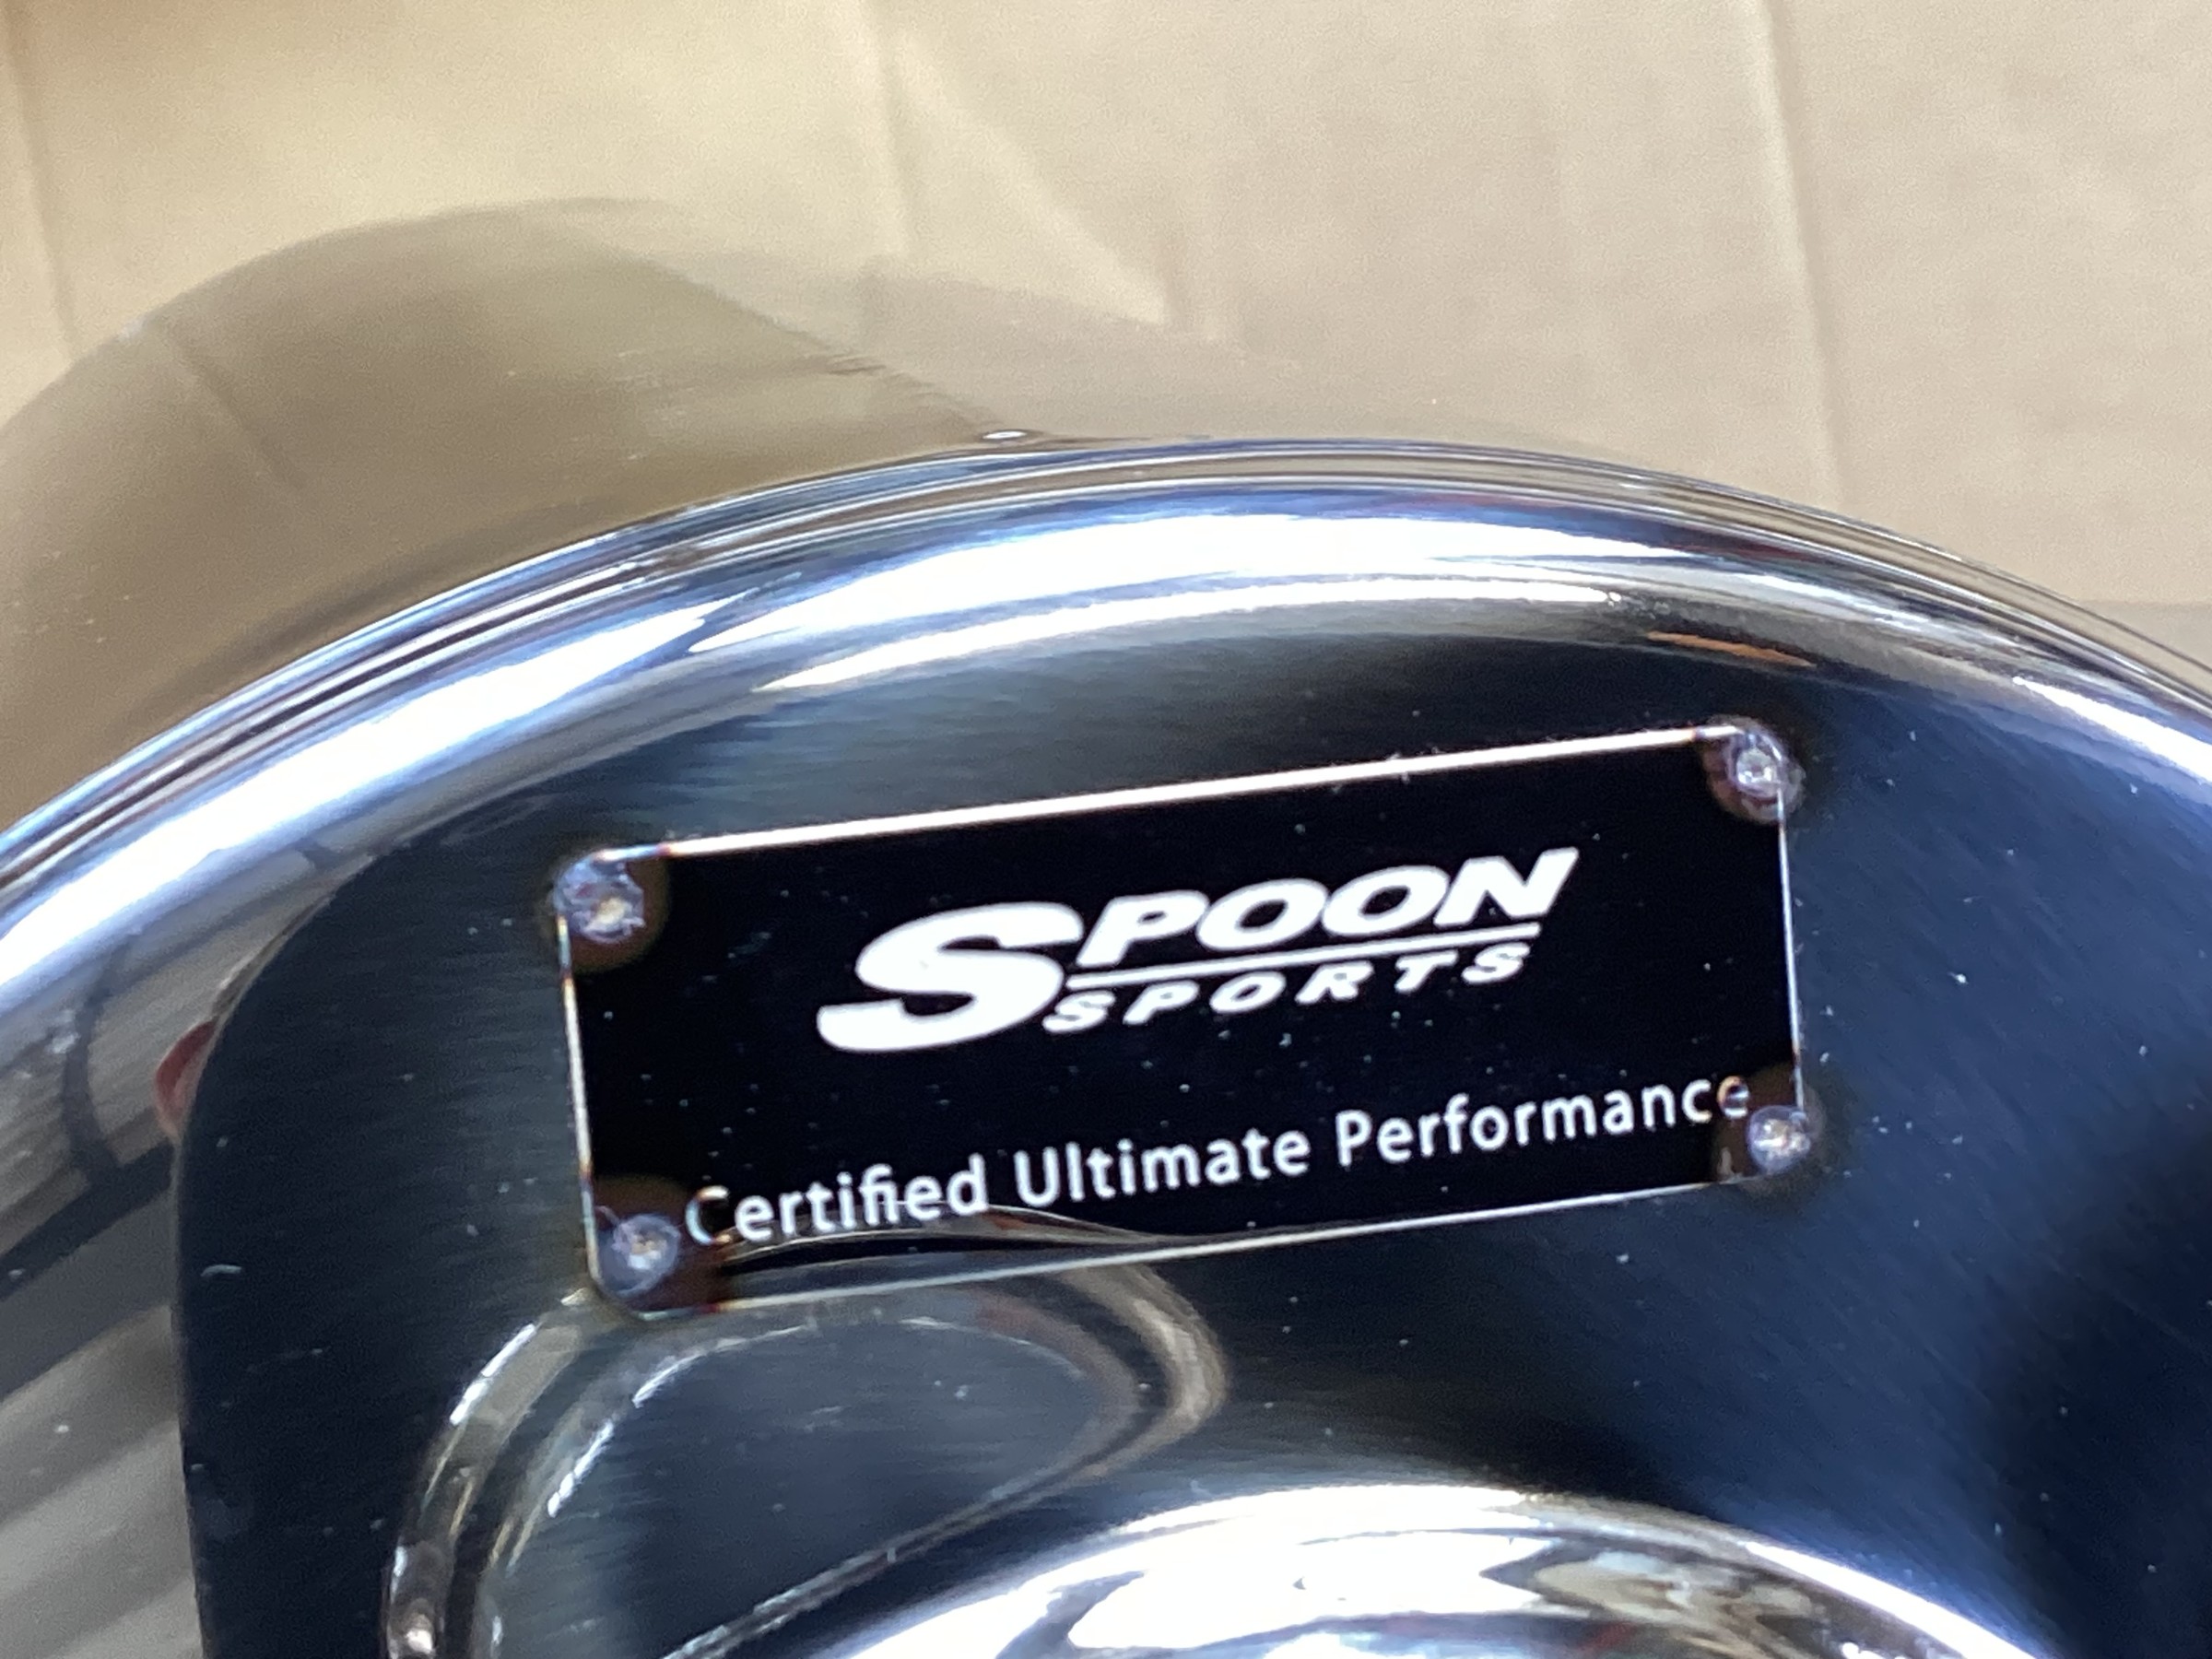 SPOON
SPORTS
Certified Ultimate Performance